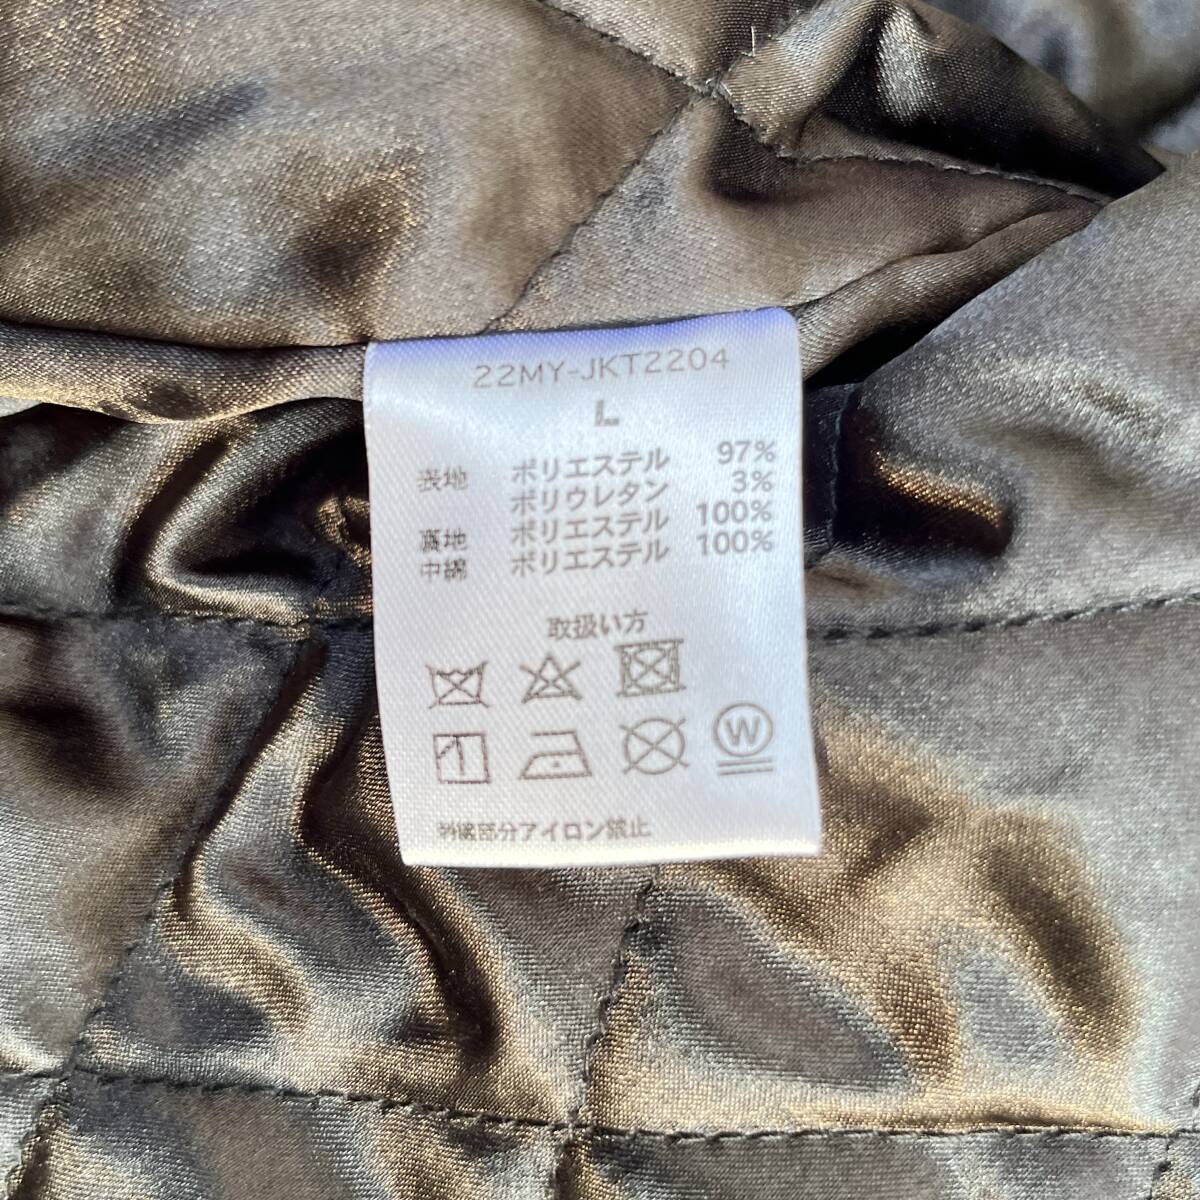 22MY-JKT2204
L
表地 ポリエステル 97%
ポリウレタン 3%
裏地 ポリエステル 100%
中綿 ポリエステル 100%
取扱い方
W
刺繍部分アイロン禁止